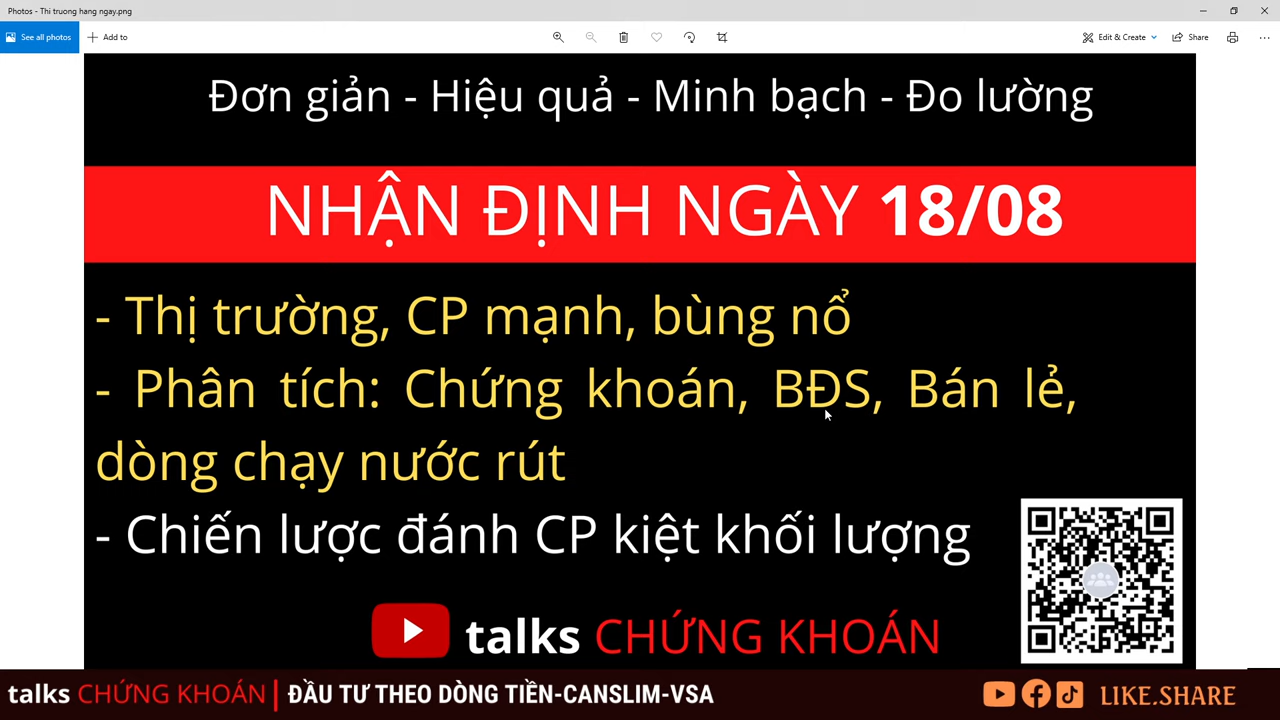 Photos - Thi truong hang ngay.png
See all photos
Add to
Edit & Create
Share
Đơn giản - Hiệu quả - Minh bạch - Đo lường
NHẬN ĐỊNH NGÀY 18/08
- Thị trường, CP mạnh, bùng nổ
- Phân tích: Chứng khoán, BĐS, Bán lẻ,
dòng chạy nước rút
- Chiến lược đánh CP kiệt khối lượng
talks CHỨNG KHOÁN
talks CHỨNG KHOÁN | ĐẦU TƯ THEO DÒNG TIỀN-CANSLIM-VSA
LIKE.SHARE